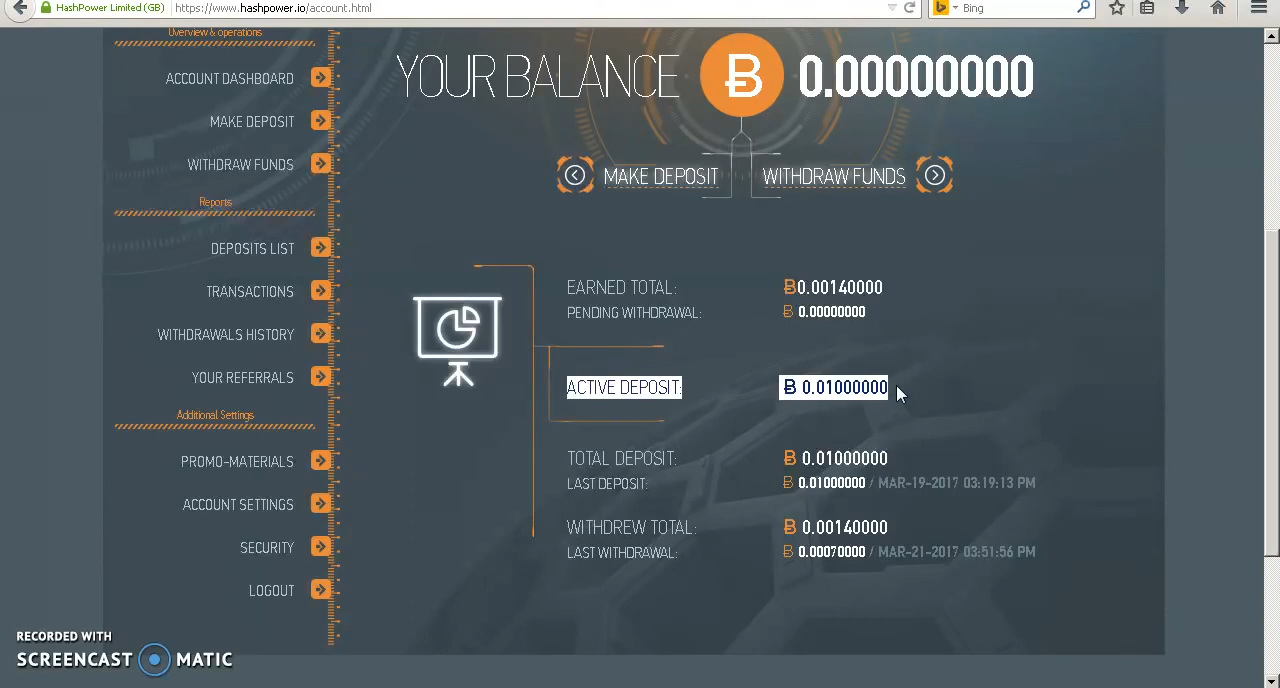 HashPower Limited (GB)
https://www.hashpower.io/account.html
Bing
Overview & operations
ACCOUNT DASHBOARD
MAKE DEPOSIT
WITHDRAW FUNDS
Reports
DEPOSITS LIST
TRANSACTIONS
WITHDRAWALS HISTORY
YOUR REFERRALS
Additional Settings
PROMO-MATERIALS
ACCOUNT SETTINGS
SECURITY
LOGOUT
YOUR BALANCE Ƀ 0.00000000
MAKE DEPOSIT WITHDRAW FUNDS
EARNED TOTAL: Ƀ0.00140000
PENDING WITHDRAWAL: Ƀ 0.00000000
ACTIVE DEPOSIT: Ƀ 0.01000000
TOTAL DEPOSIT: Ƀ 0.01000000
LAST DEPOSIT: Ƀ 0.01000000 / MAR-19-2017 03:19:13 PM
WITHDREW TOTAL: Ƀ 0.00140000
LAST WITHDRAWAL: Ƀ 0.00070000 / MAR-21-2017 03:51:56 PM
RECORDED WITH
SCREENCAST MATIC